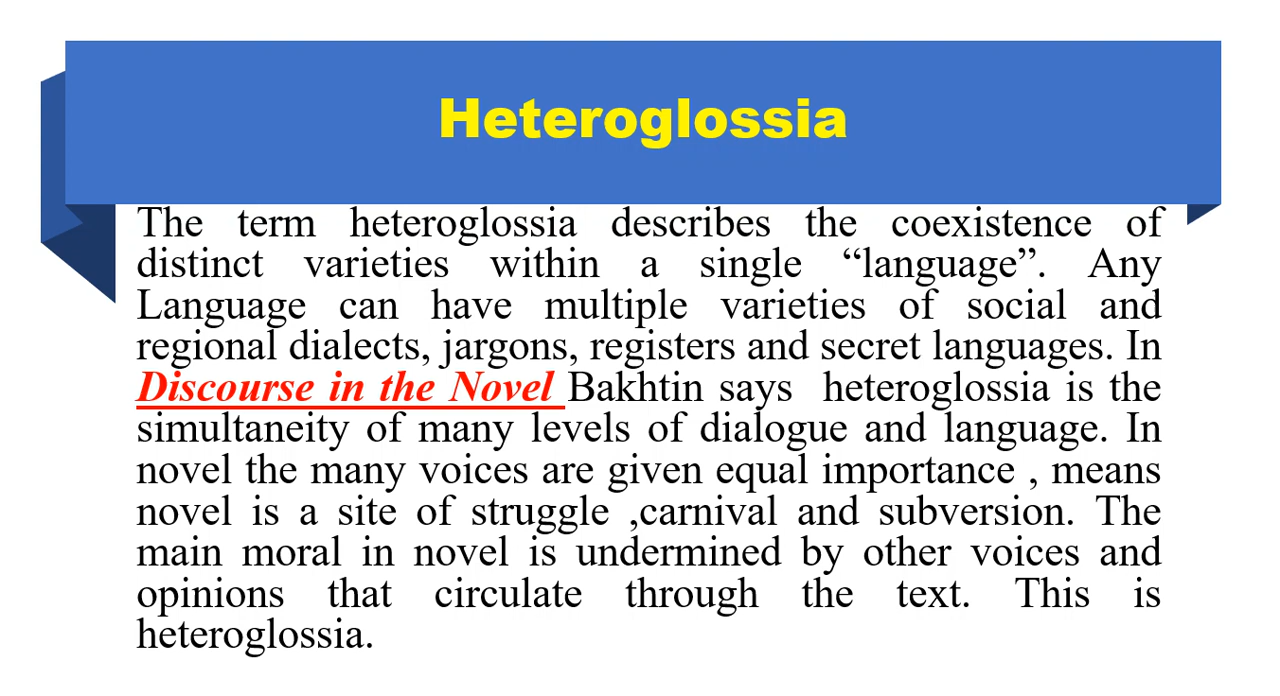 Heteroglossia
The term heteroglossia describes the coexistence of
distinct varieties within a single “language”. Any
Language can have multiple varieties of social and
regional dialects, jargons, registers and secret languages. In
Discourse in the Novel Bakhtin says heteroglossia is the
simultaneity of many levels of dialogue and language. In
novel the many voices are given equal importance , means
novel is a site of struggle ,carnival and subversion. The
main moral in novel is undermined by other voices and
opinions that circulate through the text. This is
heteroglossia.